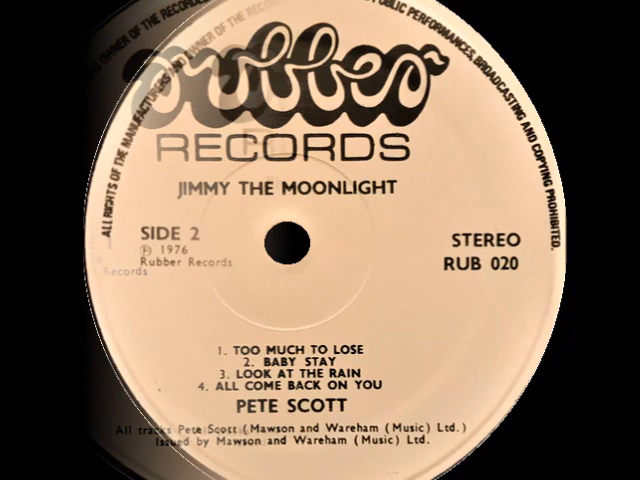 ALL RIGHTS OF THE MANUFACTURERS AND OWNER OF THE RECORDED
PUBLIC PERFORMANCES, BROADCASTING AND COPYING PROHIBITED.
rubber
RECORDS
JIMMY THE MOONLIGHT
SIDE 2
Ⓟ 1976
Rubber Records
STEREO
RUB 020
1. TOO MUCH TO LOSE
2. BABY STAY
3. LOOK AT THE RAIN
4. ALL COME BACK ON YOU
PETE SCOTT
All tracks Pete Scott (Mawson and Wareham (Music) Ltd.)
Issued by Mawson and Wareham (Music) Ltd.